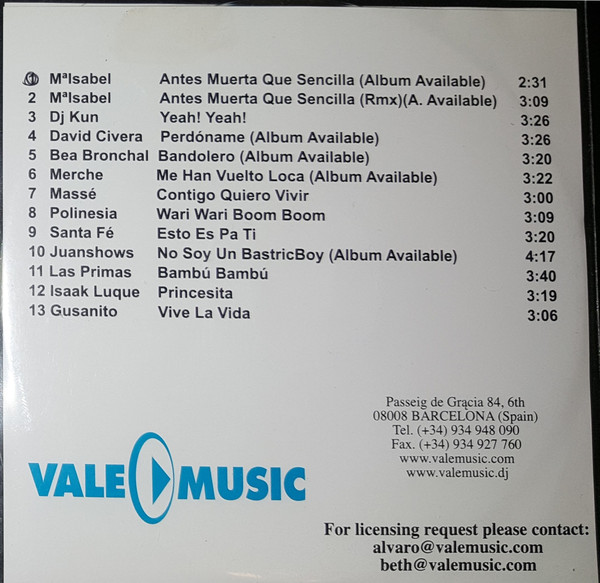 1 MªIsabel Antes Muerta Que Sencilla (Album Available) 2:31
2 MªIsabel Antes Muerta Que Sencilla (Rmx)(A. Available) 3:09
3 Dj Kun Yeah! Yeah! 3:26
4 David Civera Perdóname (Album Available) 3:26
5 Bea Bronchal Bandolero (Album Available) 3:20
6 Merche Me Han Vuelto Loca (Album Available) 3:22
7 Massé Contigo Quiero Vivir 3:00
8 Polinesia Wari Wari Boom Boom 3:09
9 Santa Fé Esto Es Pa Ti 3:20
10 Juanshows No Soy Un BastricBoy (Album Available) 4:17
11 Las Primas Bambú Bambú 3:40
12 Isaak Luque Princesita 3:19
13 Gusanito Vive La Vida 3:06
Passeig de Gràcia 84, 6th
08008 BARCELONA (Spain)
Tel. (+34) 934 948 090
Fax. (+34) 934 927 760
www.valemusic.com
www.valemusic.dj
VALE MUSIC
For licensing request please contact:
alvaro@valemusic.com
beth@valemusic.com